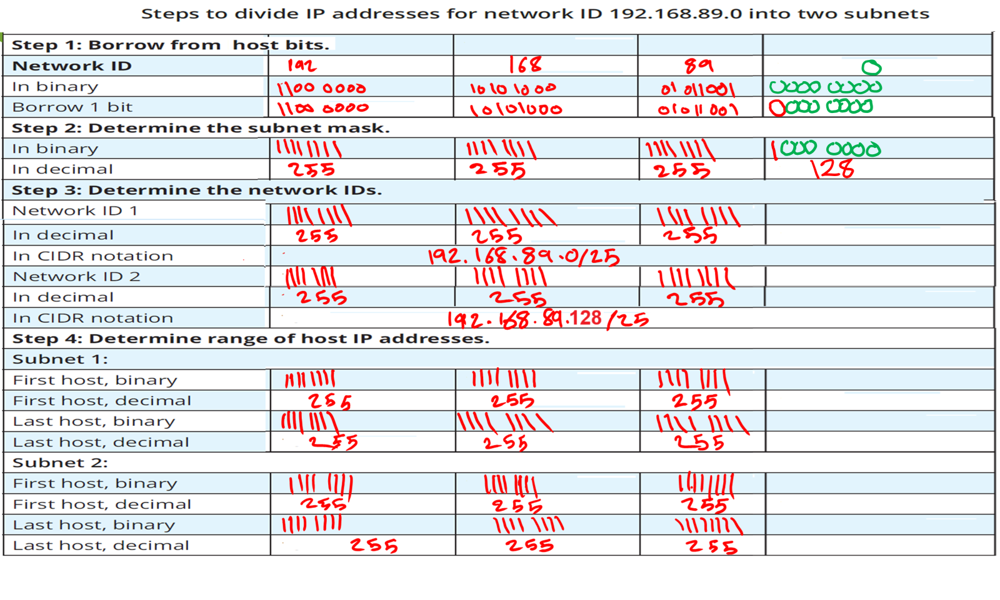 Steps to divide IP addresses for network ID 192.168.89.0 into two subnets
Step 1: Borrow from host bits.
Network ID 192 168 89 0
In binary 1100 0000 1010 1000 01 011001 0000 0000
Borrow 1 bit 1100 0000 10101000 01011001 0000 0000
Step 2: Determine the subnet mask.
In binary 1111 1111 1111 1111 1111 1111 1000 0000
In decimal 255 255 255 128
Step 3: Determine the network IDs.
Network ID 1 1111 1111 1111 1111 1111 1111
In decimal 255 255 255
In CIDR notation 192.168.89.0/25
Network ID 2 1111 1111 1111 1111 1111 1111
In decimal 255 255 255
In CIDR notation 192.168.89.128/25
Step 4: Determine range of host IP addresses.
Subnet 1:
First host, binary 1111 1111 1111 1111 1111 1111
First host, decimal 255 255 255
Last host, binary 1111 1111 1111 1111 1111 1111
Last host, decimal 255 255 255
Subnet 2:
First host, binary 1111 1111 1111 1111 1111 1111
First host, decimal 255 255 255
Last host, binary 1111 1111 1111 1111 11111111
Last host, decimal 255 255 255